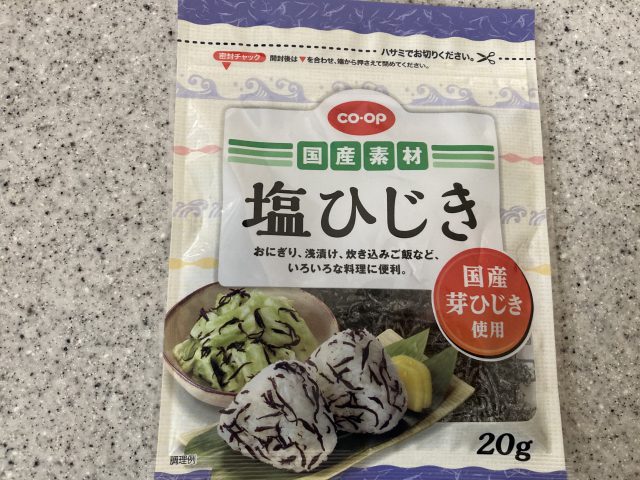 ハサミでお切りください。
密封チャック
開封後は▼を合わせ、端から押さえて閉めてください。
CO·OP
国産素材
塩ひじき
おにぎり、浅漬け、炊き込みご飯など、
いろいろな料理に便利。
国産
芽ひじき
使用
20g
調理例